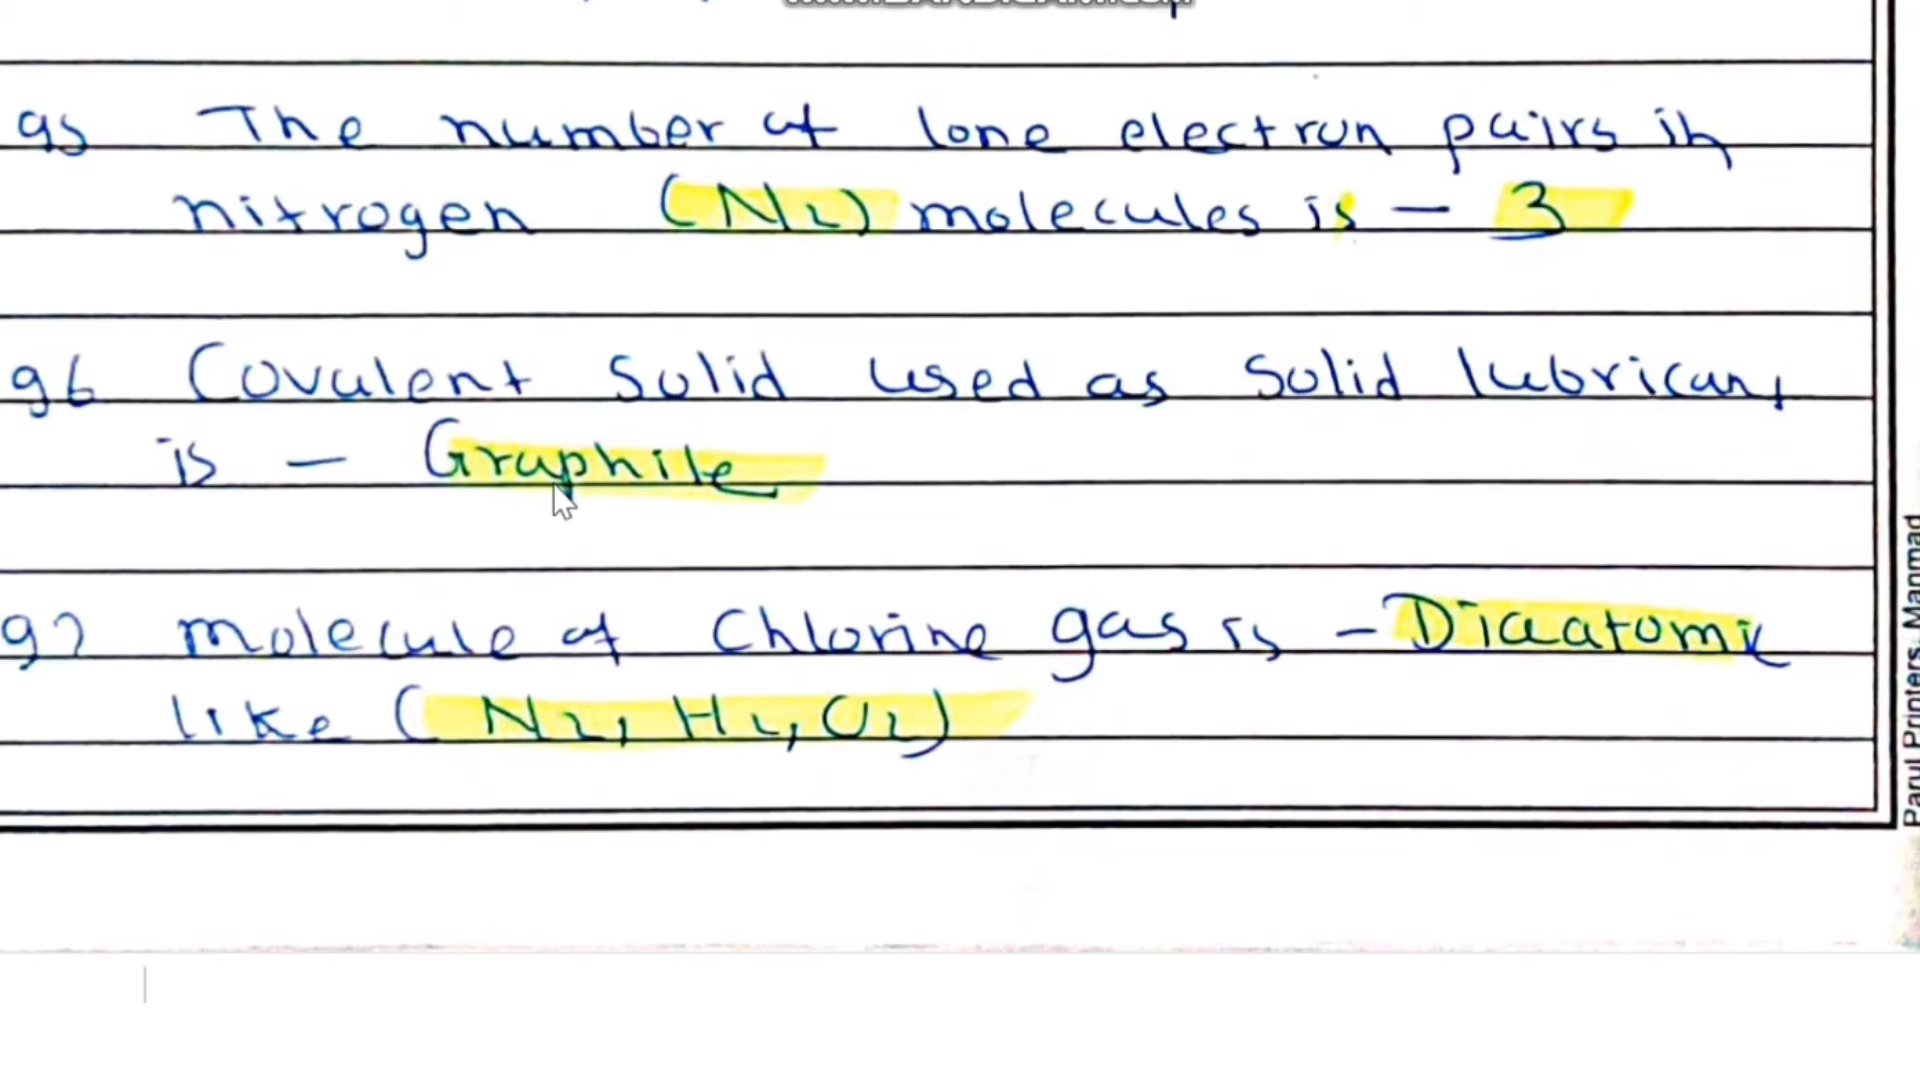 95 The number of lone electron pairs in
nitrogen (N2) molecules is - 3
96 Covalent solid used as solid lubricant
is - Graphite
97 molecule of Chlorine gas is - Diaatomic
like (N2, H2, O2)
Parul Printers, Manmad